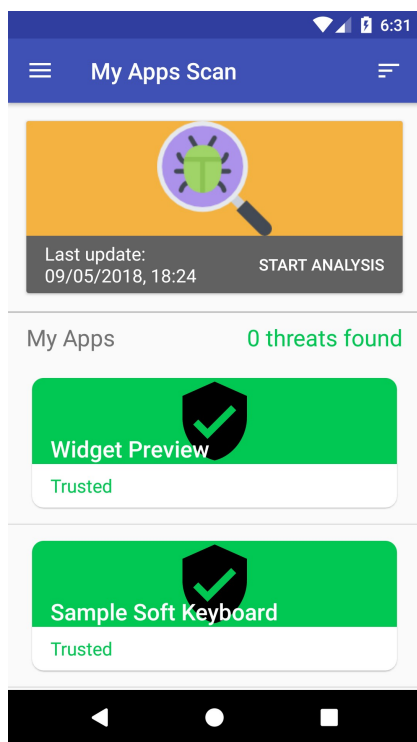 6:31
My Apps Scan
Last update:
09/05/2018, 18:24
START ANALYSIS
My Apps
0 threats found
Widget Preview
Trusted
Sample Soft Keyboard
Trusted